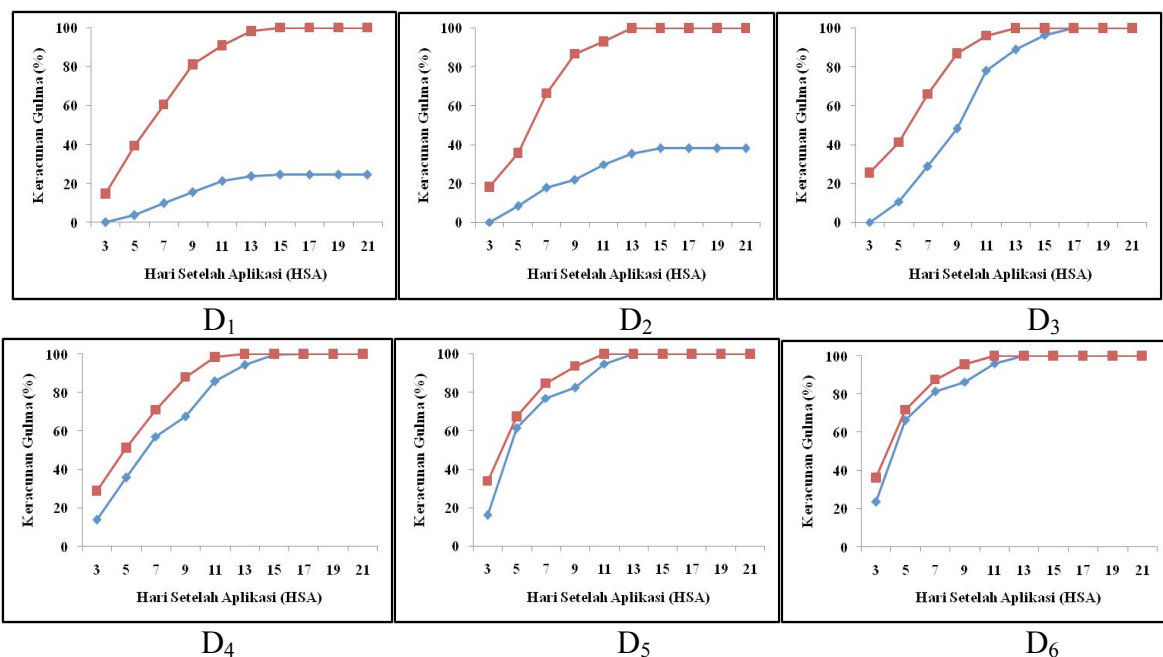 Keracunan Gulma (%)
100
80
60
40
20
0
3 5 7 9 11 13 15 17 19 21
Hari Setelah Aplikasi (HSA)
D₁
Keracunan Gulma (%)
100
80
60
40
20
0
3 5 7 9 11 13 15 17 19 21
Hari Setelah Aplikasi (HSA)
D₂
Keracunan Gulma (%)
100
80
60
40
20
0
3 5 7 9 11 13 15 17 19 21
Hari Setelah Aplikasi (HSA)
D₃
Keracunan Gulma (%)
100
80
60
40
20
0
3 5 7 9 11 13 15 17 19 21
Hari Setelah Aplikasi (HSA)
D₄
Keracunan Gulma (%)
100
80
60
40
20
0
3 5 7 9 11 13 15 17 19 21
Hari Setelah Aplikasi (HSA)
D₅
Keracunan Gulma (%)
100
80
60
40
20
0
3 5 7 9 11 13 15 17 19 21
Hari Setelah Aplikasi (HSA)
D₆